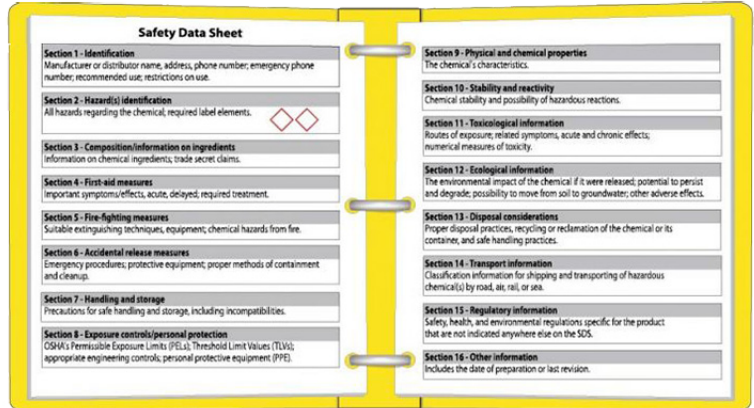 Safety Data Sheet
Section 1 - Identification
Manufacturer or distributor name, address, phone number; emergency phone
number; recommended use; restrictions on use.
Section 2 - Hazard(s) identification
All hazards regarding the chemical; required label elements.
Section 3 - Composition/information on ingredients
Information on chemical ingredients; trade secret claims.
Section 4 - First-aid measures
Important symptoms/effects, acute, delayed; required treatment.
Section 5 - Fire-fighting measures
Suitable extinguishing techniques, equipment; chemical hazards from fire.
Section 6 - Accidental release measures
Emergency procedures; protective equipment; proper methods of containment
and cleanup.
Section 7 - Handling and storage
Precautions for safe handling and storage, including incompatibilities.
Section 8 - Exposure controls/personal protection
OSHA's Permissible Exposure Limits (PELs); Threshold Limit Values (TLVs);
appropriate engineering controls; personal protective equipment (PPE).
Section 9 - Physical and chemical properties
The chemical's characteristics.
Section 10 - Stability and reactivity
Chemical stability and possibility of hazardous reactions.
Section 11 - Toxicological information
Routes of exposure; related symptoms, acute and chronic effects;
numerical measures of toxicity.
Section 12 - Ecological information
The environmental impact of the chemical if it were released; potential to persist
and degrade; possibility to move from soil to groundwater; other adverse effects.
Section 13 - Disposal considerations
Proper disposal practices, recycling or reclamation of the chemical or its
container, and safe handling practices.
Section 14 - Transport information
Classification information for shipping and transporting of hazardous
chemical(s) by road, air, rail, or sea.
Section 15 - Regulatory information
Safety, health, and environmental regulations specific for the product
that are not indicated anywhere else on the SDS.
Section 16 - Other information
Includes the date of preparation or last revision.